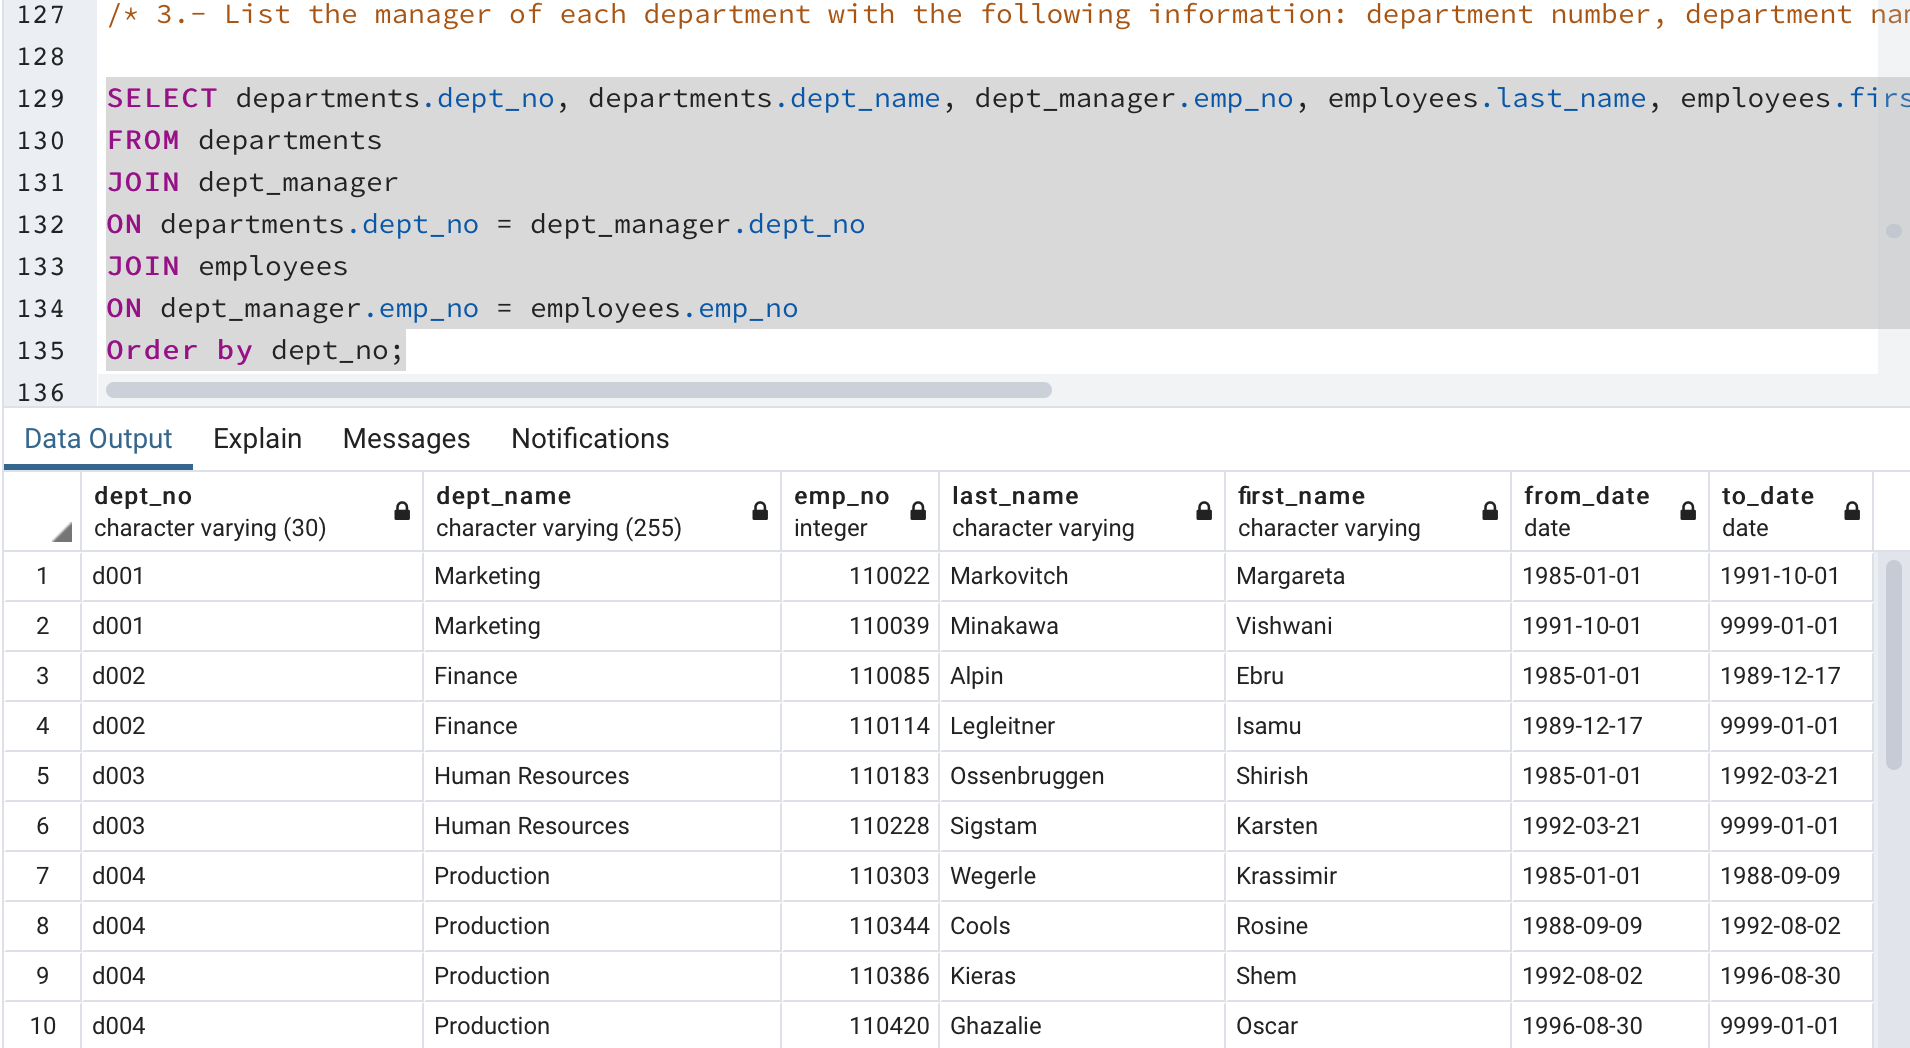 127 /* 3.- List the manager of each department with the following information: department number, department
128
129 SELECT departments.dept_no, departments.dept_name, dept_manager.emp_no, employees.last_name, employees.
130 FROM departments
131 JOIN dept_manager
132 ON departments.dept_no = dept_manager.dept_no
133 JOIN employees
134 ON dept_manager.emp_no = employees.emp_no
135 Order by dept_no;
136
Data Output Explain Messages Notifications
dept_no dept_name emp_no last_name first_name from_date to_date
character varying (30) character varying (255) integer character varying character varying date date
1 d001 Marketing 110022 Markovitch Margareta 1985-01-01 1991-10-01
2 d001 Marketing 110039 Minakawa Vishwani 1991-10-01 9999-01-01
3 d002 Finance 110085 Alpin Ebru 1985-01-01 1989-12-17
4 d002 Finance 110114 Legleitner Isamu 1989-12-17 9999-01-01
5 d003 Human Resources 110183 Ossenbruggen Shirish 1985-01-01 1992-03-21
6 d003 Human Resources 110228 Sigstam Karsten 1992-03-21 9999-01-01
7 d004 Production 110303 Wegerle Krassimir 1985-01-01 1988-09-09
8 d004 Production 110344 Cools Rosine 1988-09-09 1992-08-02
9 d004 Production 110386 Kieras Shem 1992-08-02 1996-08-30
10 d004 Production 110420 Ghazalie Oscar 1996-08-30 9999-01-01